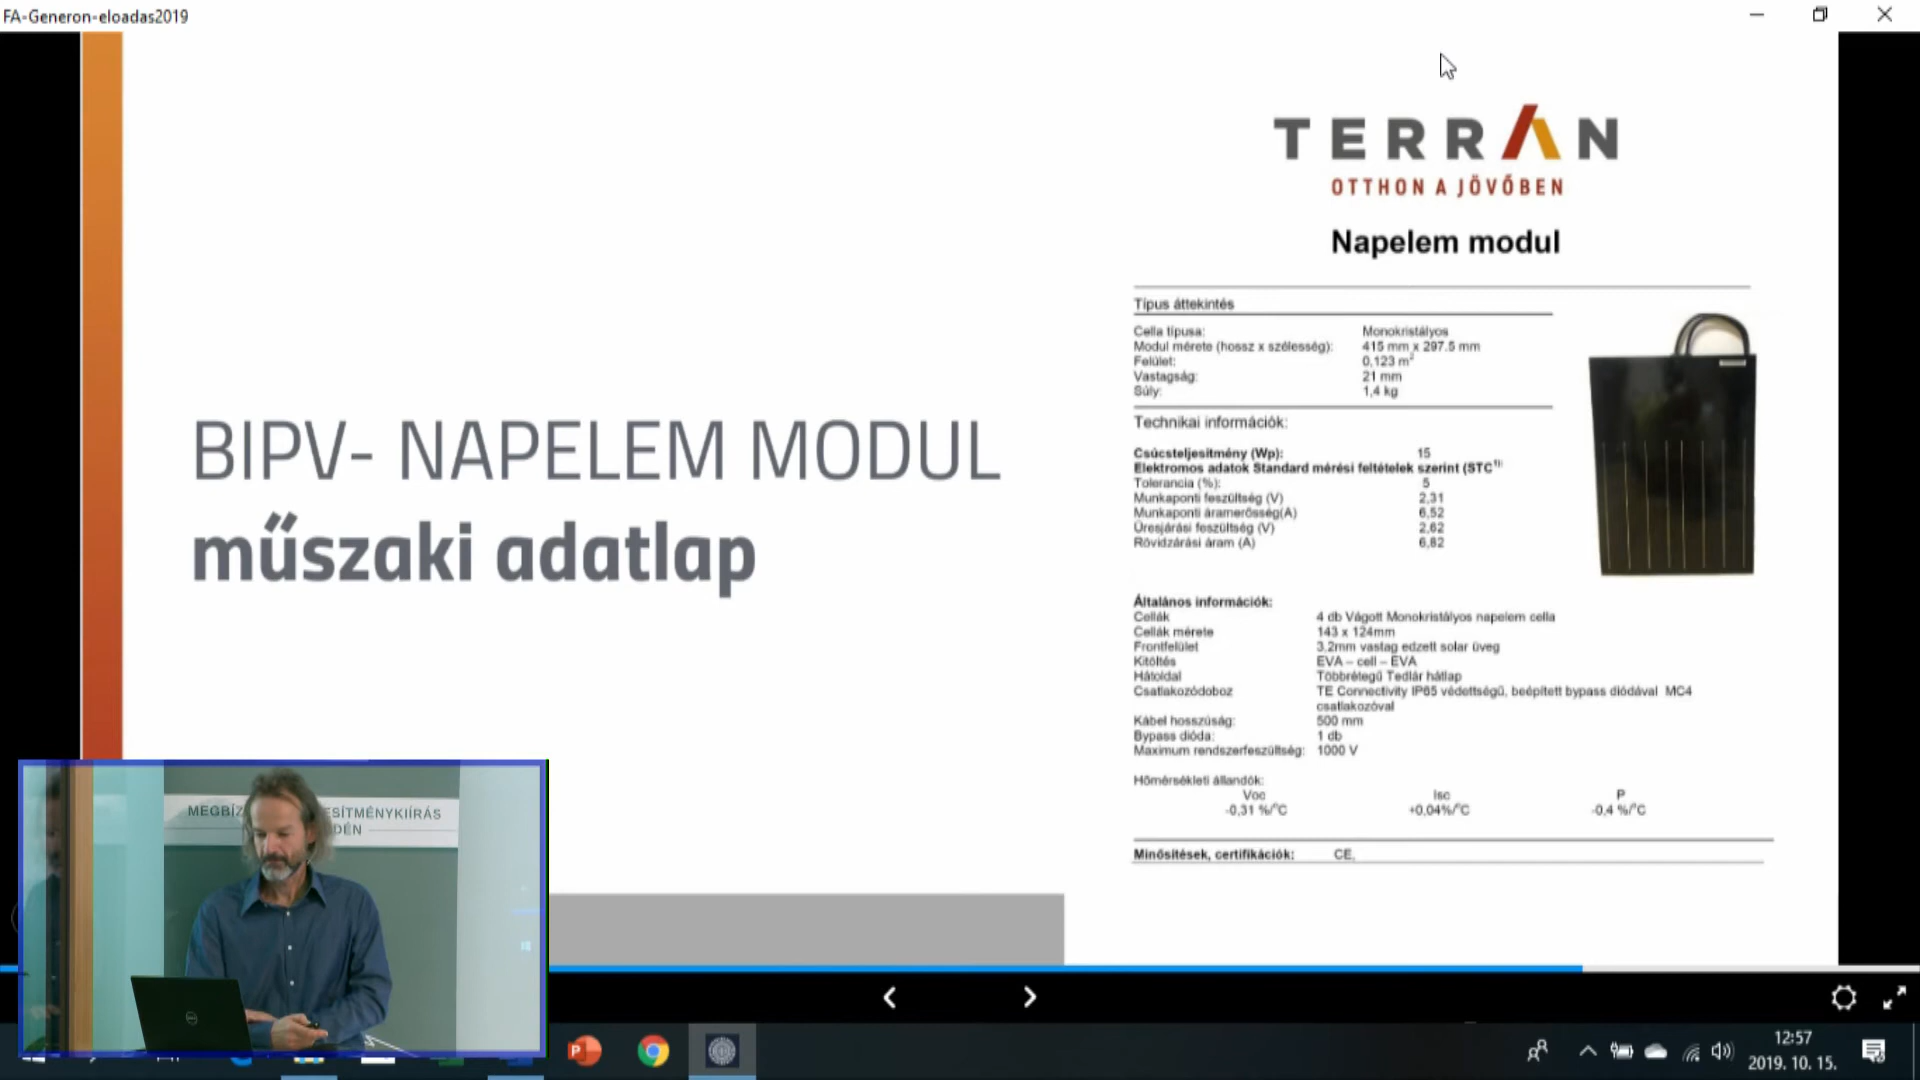 FA-Generon-eloadas2019
TERRAN
OTTHON A JÖVŐBEN
Napelem modul
BIPV- NAPELEM MODUL
műszaki adatlap
Típus áttekintés
Cella típusa: Monokristályos
Modul mérete (hossz x szélesség): 415 mm x 297.5 mm
Felület: 0,123 m²
Vastagság: 21 mm
Súly: 1,4 kg
Technikai információk:
Csúcsteljesítmény (Wp): 15
Elektromos adatok Standard mérési feltételek szerint (STC¹⁾
Tolerancia (%): 5
Munkaponti feszültség (V) 2,31
Munkaponti áramerősség(A) 6,52
Üresjárási feszültség (V) 2,62
Rövidzárási áram (A) 6,82
Általános információk:
Cellák 4 db Vágott Monokristályos napelem cella
Cellák mérete 143 x 124mm
Frontfelület 3,2mm vastag edzett solar üveg
Kitöltés EVA – cell – EVA
Hátoldal Többrétegű Tedlár hátlap
Csatlakozódoboz TE Connectivity IP65 védettségű, beépített bypass diódával MC4
csatlakozóval
Kábel hosszúság: 500 mm
Bypass dióda: 1 db
Maximum rendszerfeszültség: 1000 V
Hőmérsékleti állandók:
Voc Isc P
-0,31 %/°C +0,04%/°C -0,4 %/°C
Minősítések, certifikációk: CE,
12:57
2019. 10. 15.